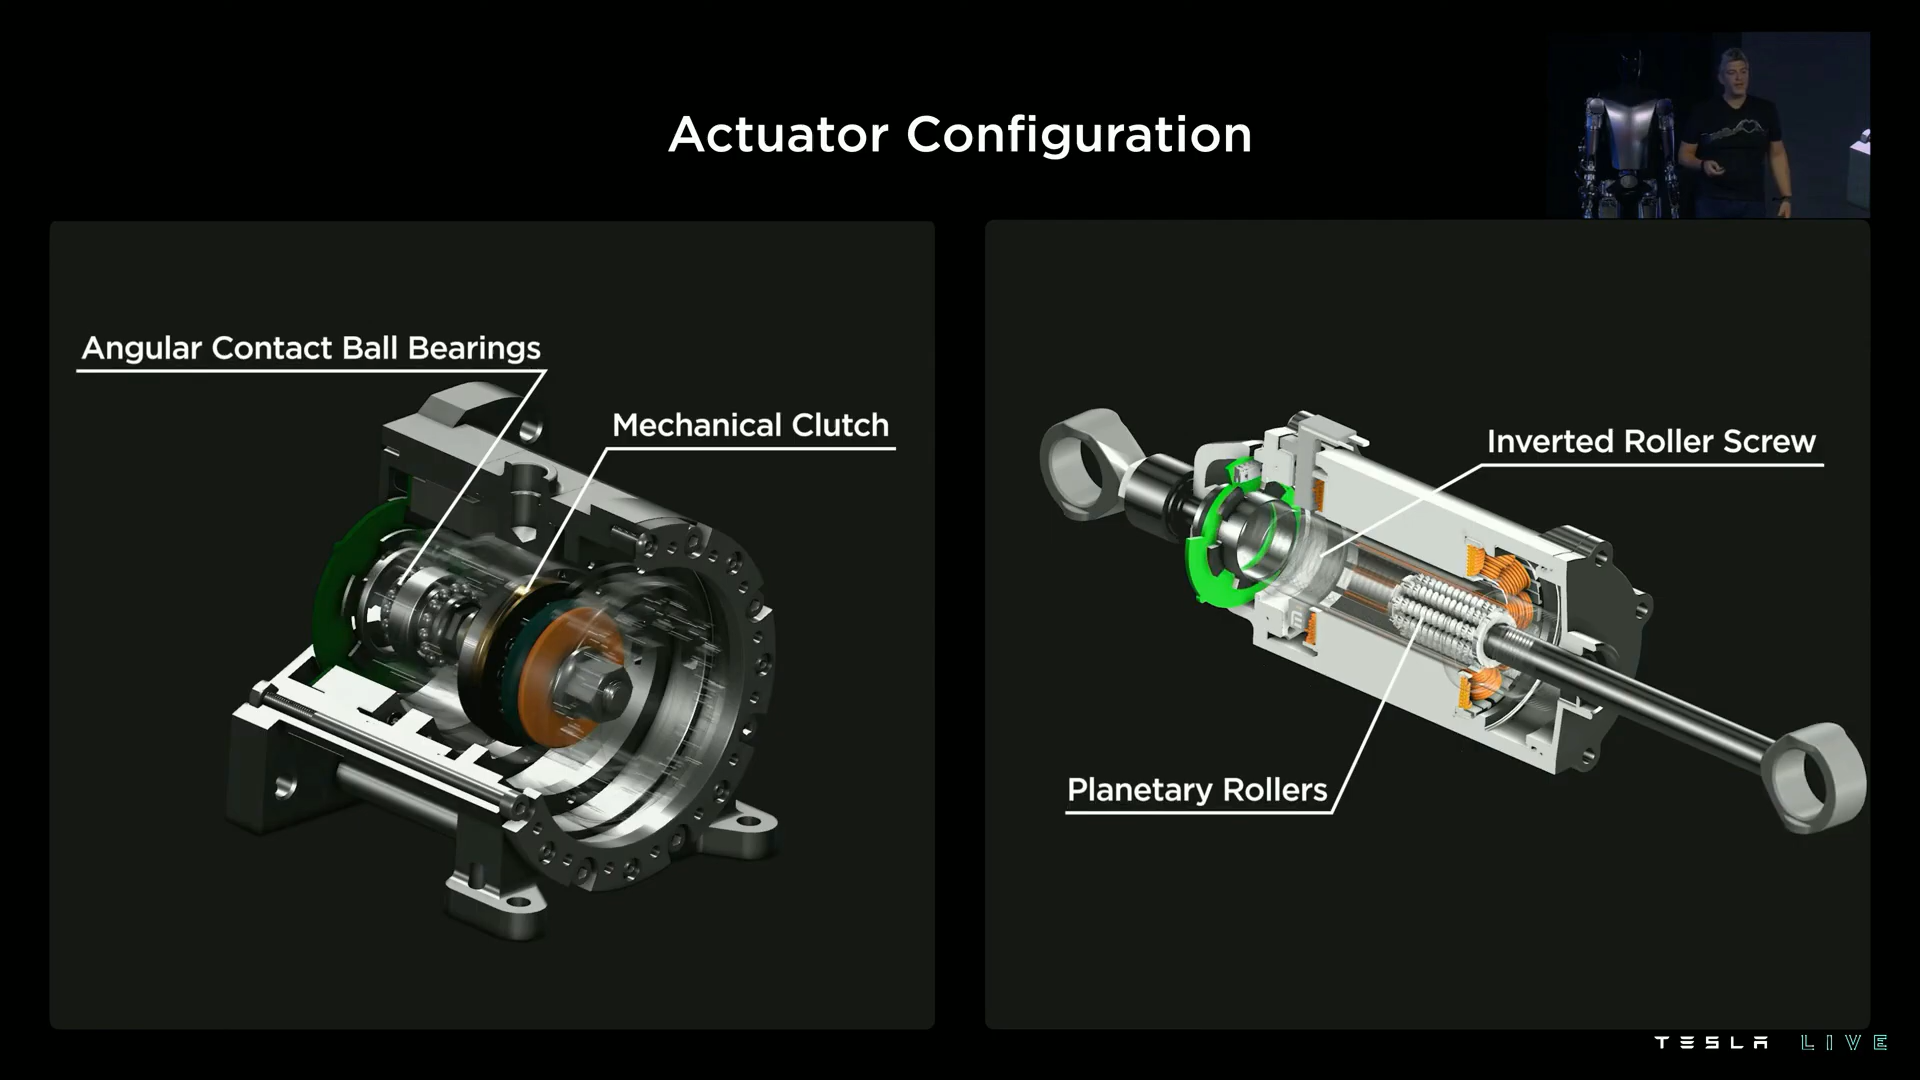 Actuator Configuration
Angular Contact Ball Bearings
Mechanical Clutch
Inverted Roller Screw
Planetary Rollers
TESLA LIVE